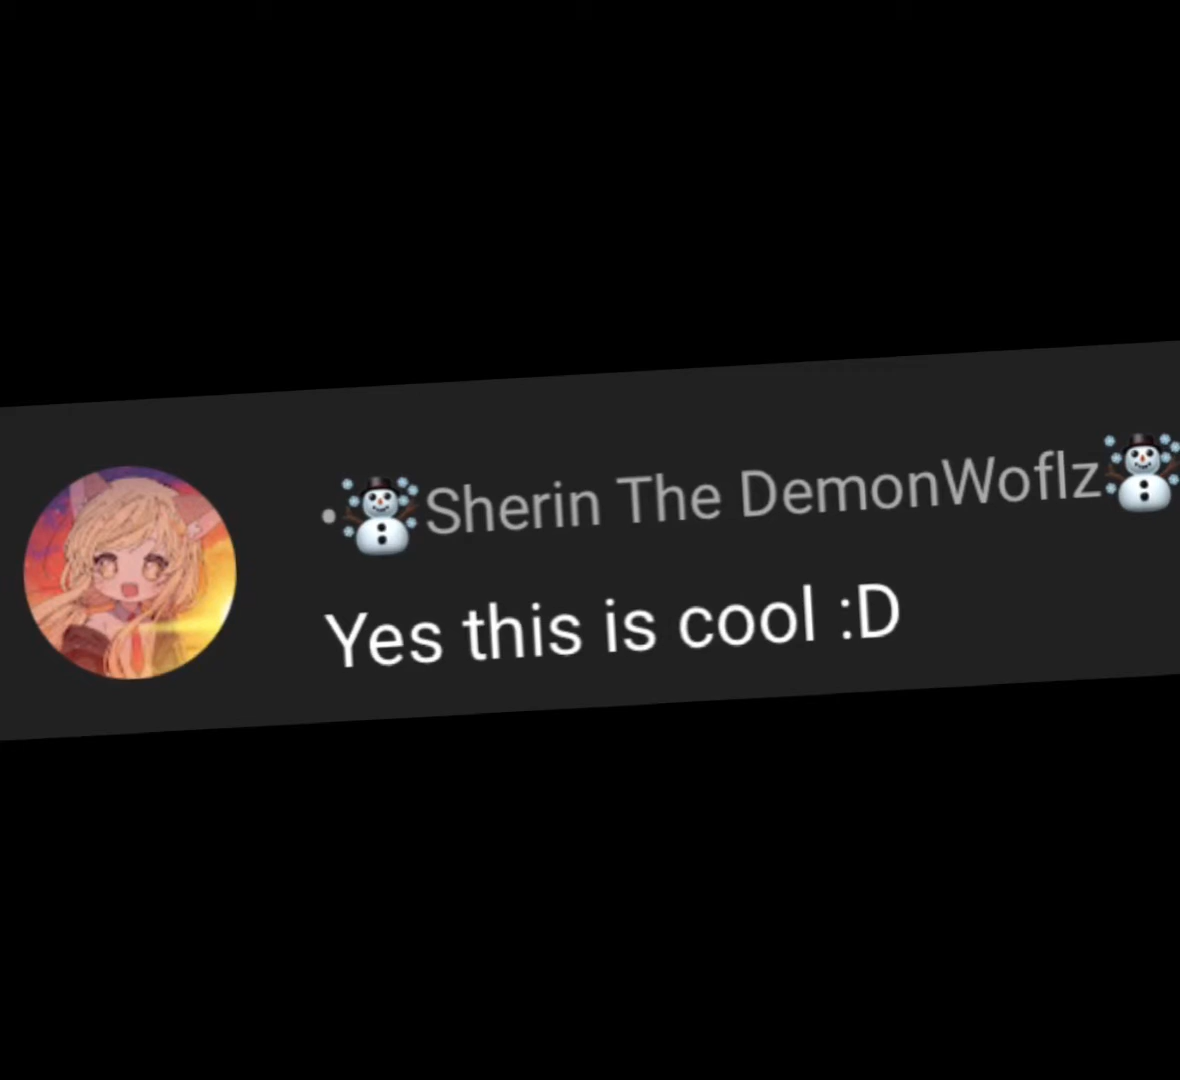 •☃️Sherin The DemonWoflz☃️
Yes this is cool :D